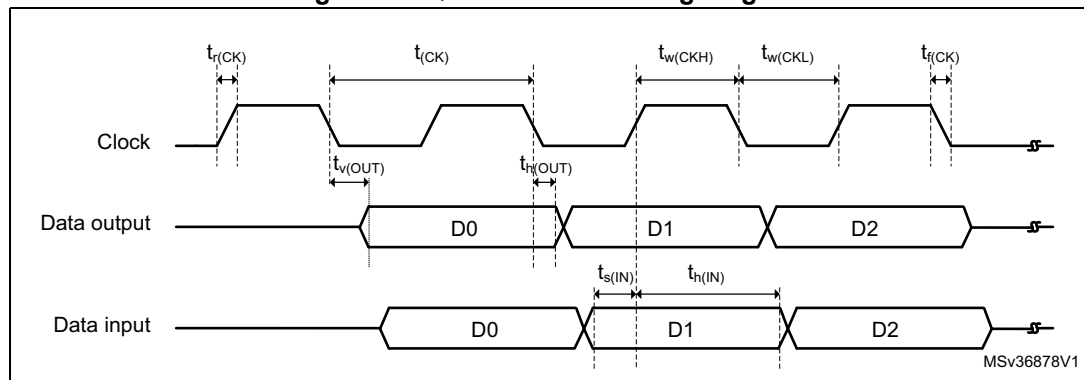 tr(CK) t(CK) tw(CKH) tw(CKL) tf(CK)
Clock
tv(OUT) th(OUT)
Data output D0 D1 D2
ts(IN) th(IN)
Data input D0 D1 D2
MSv36878V1